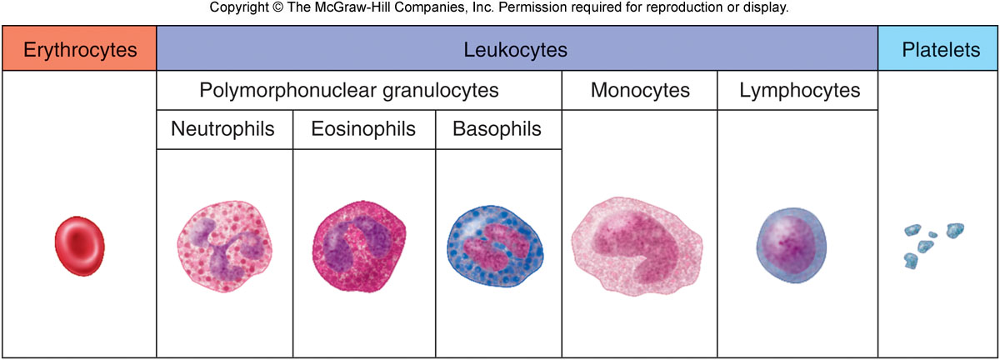 Copyright © The McGraw-Hill Companies, Inc. Permission required for reproduction or display.
Erythrocytes
Leukocytes
Platelets
Polymorphonuclear granulocytes
Monocytes
Lymphocytes
Neutrophils
Eosinophils
Basophils